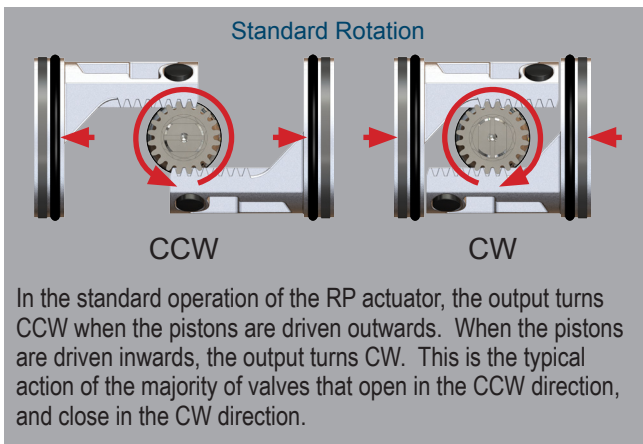 Standard Rotation
CCW
CW
In the standard operation of the RP actuator, the output turns
CCW when the pistons are driven outwards.  When the pistons
are driven inwards, the output turns CW.  This is the typical
action of the majority of valves that open in the CCW direction,
and close in the CW direction.